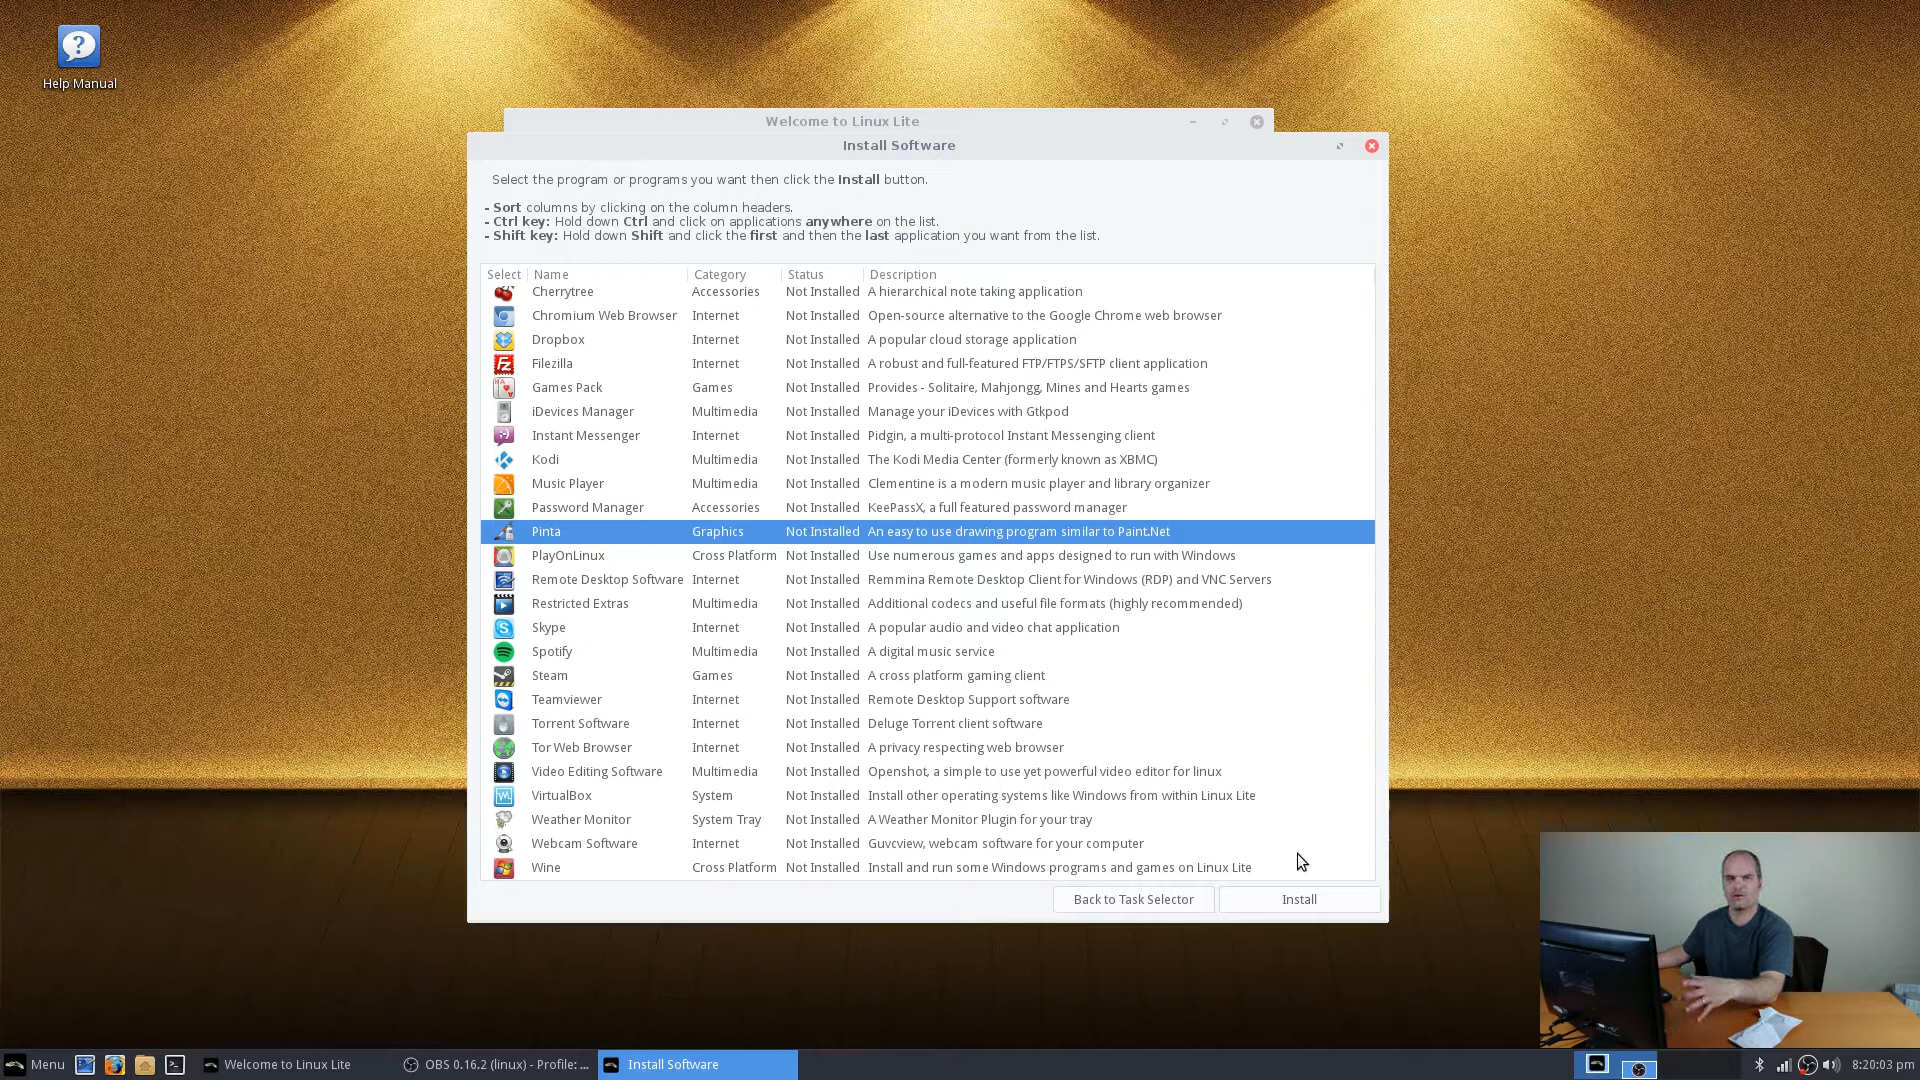 Help Manual
Welcome to Linux Lite
Install Software
Select the program or programs you want then click the Install button.
- Sort columns by clicking on the column headers.
- Ctrl key: Hold down Ctrl and click on applications anywhere on the list.
- Shift key: Hold down Shift and click the first and then the last application you want from the list.
Select Name Category Status Description
Cherrytree Accessories Not Installed A hierarchical note taking application
Chromium Web Browser Internet Not Installed Open-source alternative to the Google Chrome web browser
Dropbox Internet Not Installed A popular cloud storage application
Filezilla Internet Not Installed A robust and full-featured FTP/FTPS/SFTP client application
Games Pack Games Not Installed Provides - Solitaire, Mahjongg, Mines and Hearts games
iDevices Manager Multimedia Not Installed Manage your iDevices with Gtkpod
Instant Messenger Internet Not Installed Pidgin, a multi-protocol Instant Messenging client
Kodi Multimedia Not Installed The Kodi Media Center (formerly known as XBMC)
Music Player Multimedia Not Installed Clementine is a modern music player and library organizer
Password Manager Accessories Not Installed KeePassX, a full featured password manager
Pinta Graphics Not Installed An easy to use drawing program similar to Paint.Net
PlayOnLinux Cross Platform Not Installed Use numerous games and apps designed to run with Windows
Remote Desktop Software Internet Not Installed Remmina Remote Desktop Client for Windows (RDP) and VNC Servers
Restricted Extras Multimedia Not Installed Additional codecs and useful file formats (highly recommended)
Skype Internet Not Installed A popular audio and video chat application
Spotify Multimedia Not Installed A digital music service
Steam Games Not Installed A cross platform gaming client
Teamviewer Internet Not Installed Remote Desktop Support software
Torrent Software Internet Not Installed Deluge Torrent client software
Tor Web Browser Internet Not Installed A privacy respecting web browser
Video Editing Software Multimedia Not Installed Openshot, a simple to use yet powerful video editor for linux
VirtualBox System Not Installed Install other operating systems like Windows from within Linux Lite
Weather Monitor System Tray Not Installed A Weather Monitor Plugin for your tray
Webcam Software Internet Not Installed Guvcview, webcam software for your computer
Wine Cross Platform Not Installed Install and run some Windows programs and games on Linux Lite
Back to Task Selector Install
Menu Welcome to Linux Lite OBS 0.16.2 (linux) - Profile: ... Install Software 8:20:03 pm